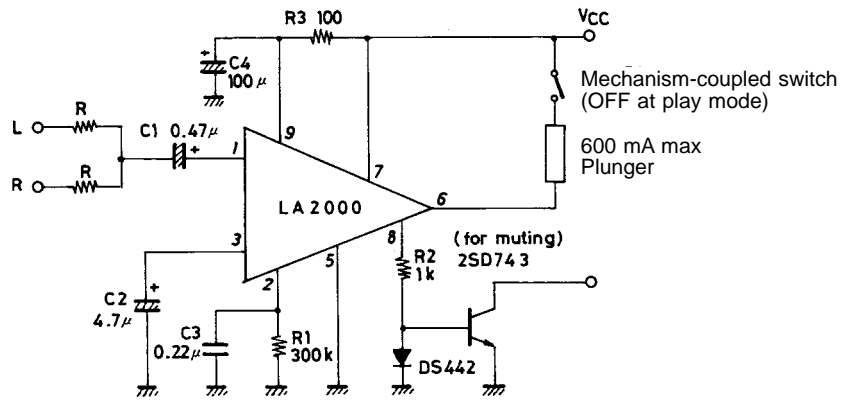 R3 100
VCC
C4
100μ
Mechanism-coupled switch
(OFF at play mode)
600 mA max
Plunger
L
R
C1 0.47μ
R
R
1
9
7
6
LA2000
3
2
5
8
R2
1k
(for muting)
2SD743
C2
4.7μ
C3
0.22μ
R1
300k
DS442